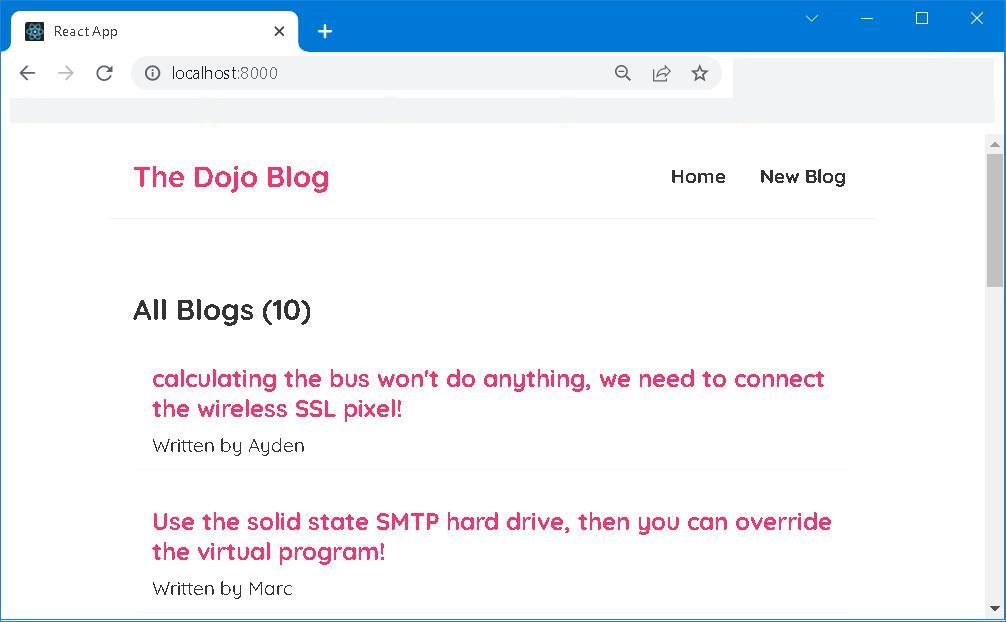 React App
localhost:8000
The Dojo Blog
Home New Blog
All Blogs (10)
calculating the bus won't do anything, we need to connect
the wireless SSL pixel!
Written by Ayden
Use the solid state SMTP hard drive, then you can override
the virtual program!
Written by Marc